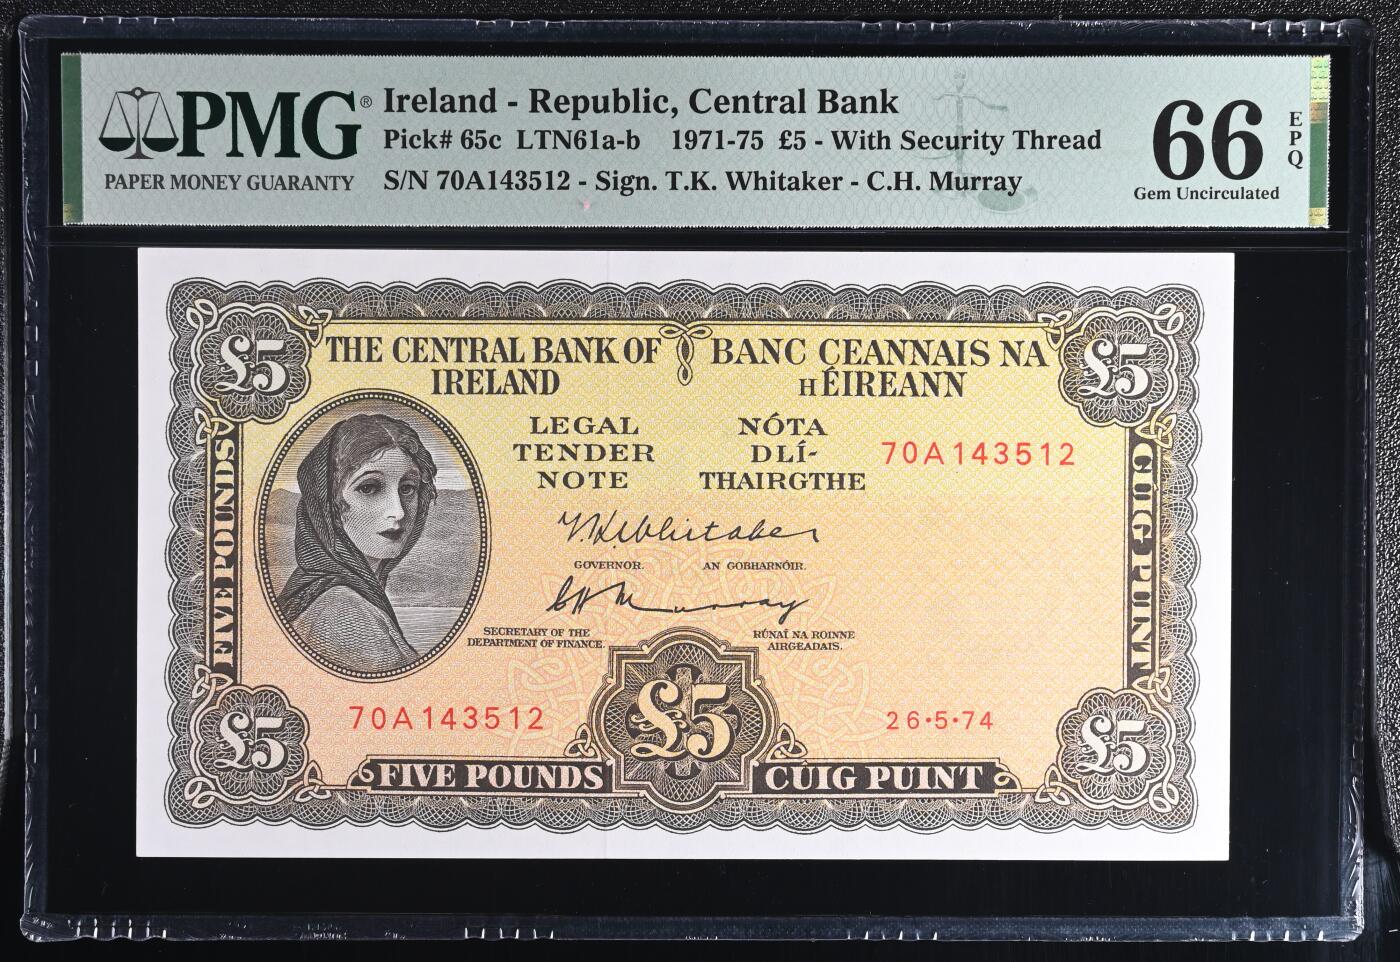 PMG®
PAPER MONEY GUARANTY
Ireland - Republic, Central Bank
Pick# 65c LTN61a-b 1971-75 £5 - With Security Thread
S/N 70A143512 - Sign. T.K. Whitaker - C.H. Murray
66
EPQ
Gem Uncirculated
£5
£5
THE CENTRAL BANK OF
IRELAND
BANC CEANNAIS NA
hÉIREANN
LEGAL
TENDER
NOTE
NÓTA
DLÍ-
THAIRGTHE
70A143512
FIVE POUNDS
CÚIG PUINT
T.K. Whitaker
GOVERNOR.
AN GOBHARNÓIR.
C H Murray
SECRETARY OF THE
DEPARTMENT OF FINANCE.
RÚNAÍ NA ROINNE
AIRGEADAIS.
70A143512
26·5·74
£5
£5
£5
FIVE POUNDS
CÚIG PUINT